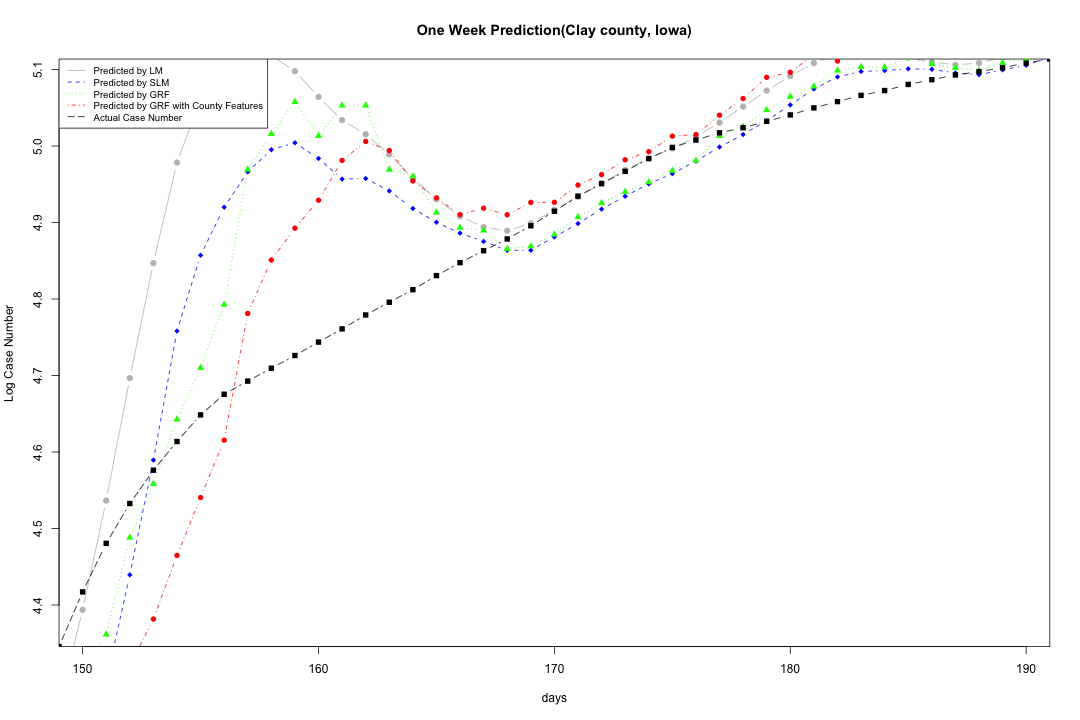 One Week Prediction(Clay county, Iowa)
Predicted by LM
Predicted by SLM
Predicted by GRF
Predicted by GRF with County Features
Actual Case Number
Log Case Number
5.1
5.0
4.9
4.8
4.7
4.6
4.5
4.4
150 160 170 180 190
days